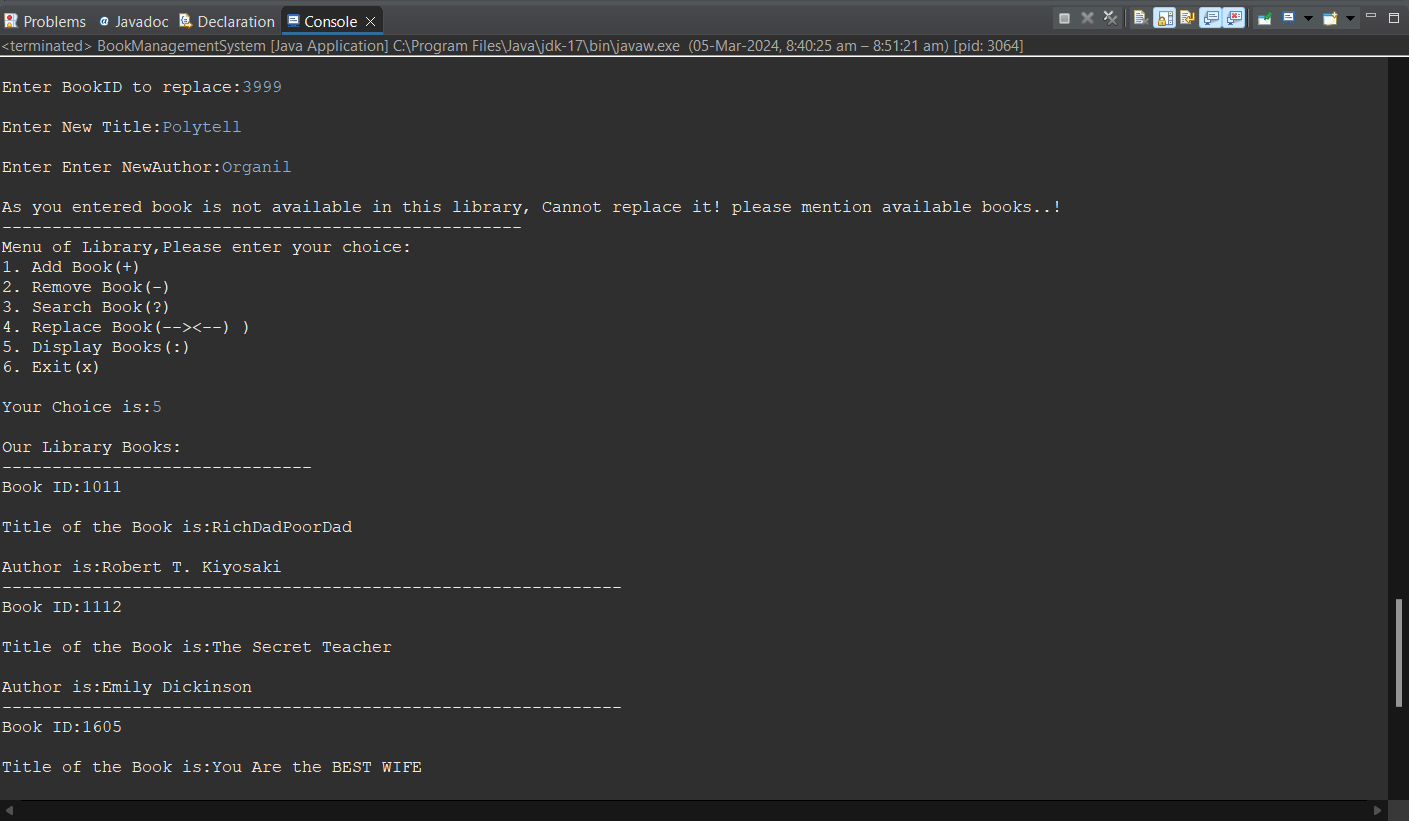 Problems @ Javadoc Declaration Console
<terminated> BookManagementSystem [Java Application] C:\Program Files\Java\jdk-17\bin\javaw.exe (05-Mar-2024, 8:40:25 am – 8:51:21 am) [pid: 3064]
Enter BookID to replace:3999
Enter New Title:Polytell
Enter Enter NewAuthor:Organil
As you entered book is not available in this library, Cannot replace it! please mention available books..!
----------------------------------------------------
Menu of Library,Please enter your choice:
1. Add Book(+)
2. Remove Book(-)
3. Search Book(?)
4. Replace Book(--><--) )
5. Display Books(:)
6. Exit(x)
Your Choice is:5
Our Library Books:
-------------------------------
Book ID:1011
Title of the Book is:RichDadPoorDad
Author is:Robert T. Kiyosaki
--------------------------------------------------------------
Book ID:1112
Title of the Book is:The Secret Teacher
Author is:Emily Dickinson
--------------------------------------------------------------
Book ID:1605
Title of the Book is:You Are the BEST WIFE